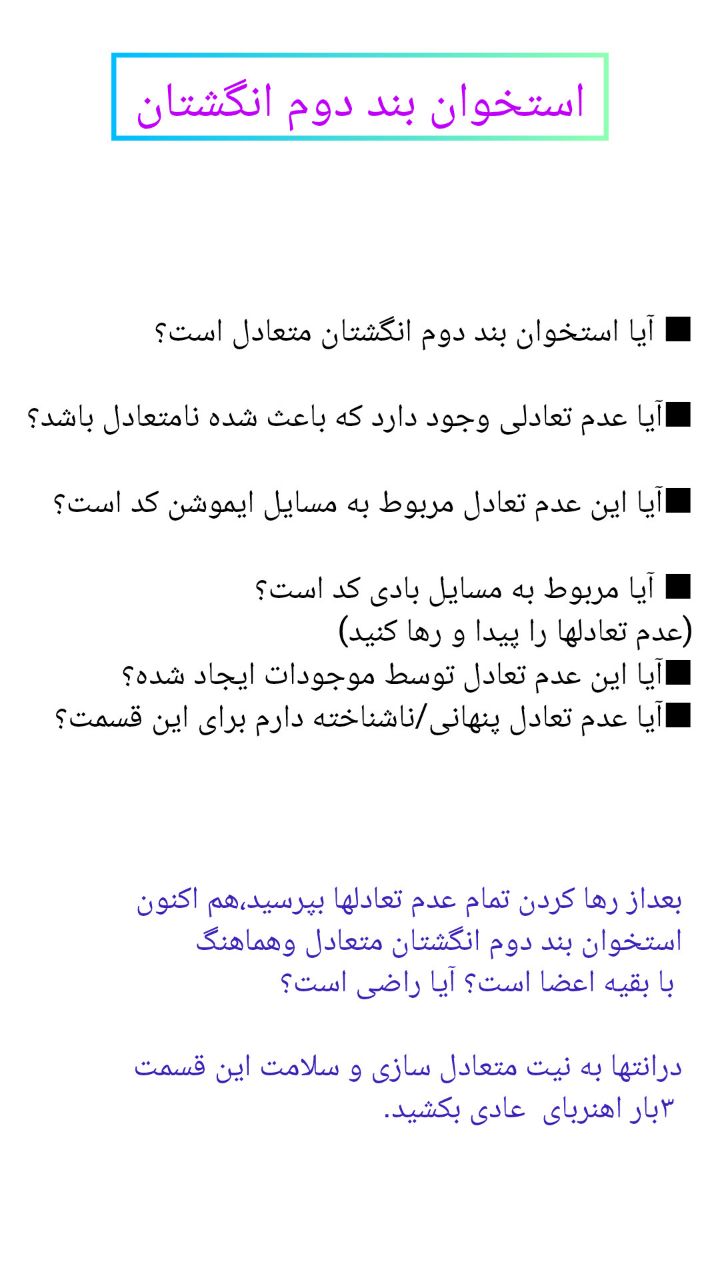 استخوان بند دوم انگشتان
■ آیا استخوان بند دوم انگشتان متعادل است؟
■آیا عدم تعادلی وجود دارد که باعث شده نامتعادل باشد؟
■آیا این عدم تعادل مربوط به مسایل ایموشن کد است؟
■ آیا مربوط به مسایل بادی کد است؟
(عدم تعادلها را پیدا و رها کنید)
■آیا این عدم تعادل توسط موجودات ایجاد شده؟
■آیا عدم تعادل پنهانی/ناشناخته دارم برای این قسمت؟
بعداز رها کردن تمام عدم تعادلها بپرسید،هم اکنون
استخوان بند دوم انگشتان متعادل وهماهنگ
با بقیه اعضا است؟ آیا راضی است؟
درانتها به نیت متعادل سازی و سلامت این قسمت
۳بار اهنربای عادی بکشید.